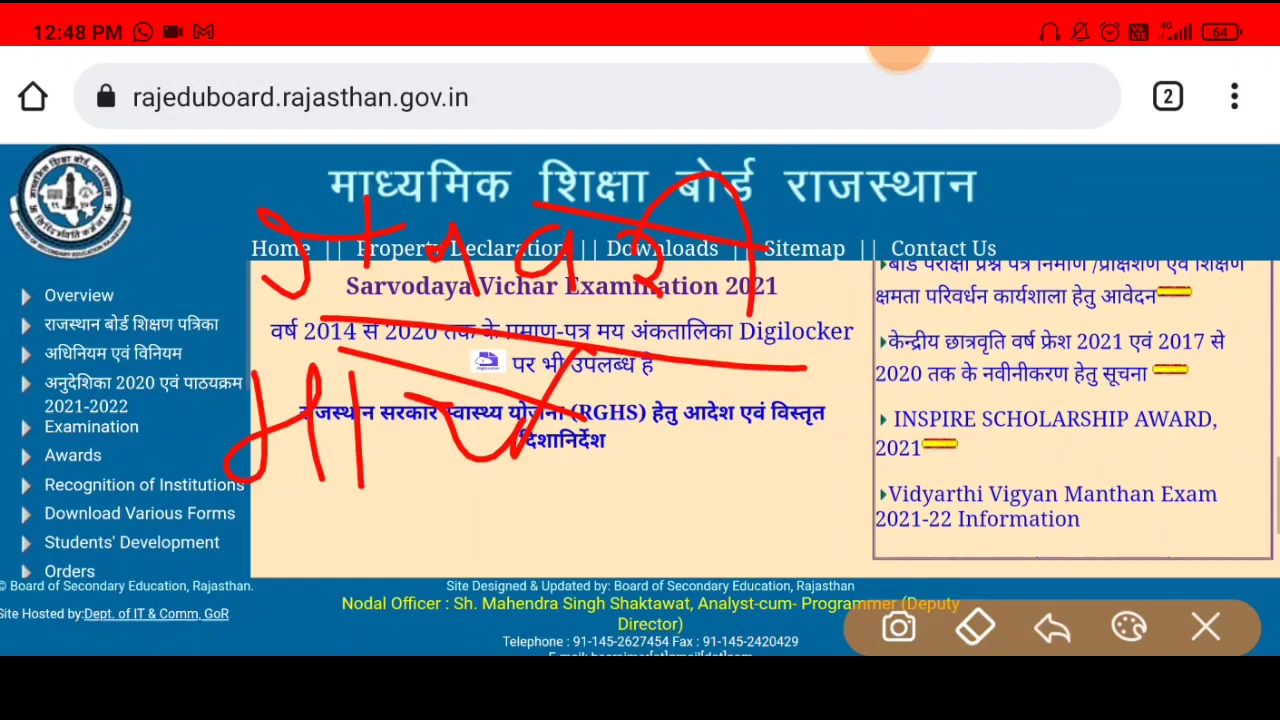 12:48 PM
4G 64
rajeduboard.rajasthan.gov.in
2
माध्यमिक शिक्षा बोर्ड राजस्थान
Home || Property Declaration || Downloads || Sitemap || Contact Us
Overview
राजस्थान बोर्ड शिक्षण पत्रिका
अधिनियम एवं विनियम
अनुदेशिका 2020 एवं पाठयक्रम
2021-2022
Examination
Awards
Recognition of Institutions
Download Various Forms
Students' Development
Orders
Sarvodaya Vichar Examination 2021
वर्ष 2014 से 2020 तक के प्रमाण-पत्र मय अंकतालिका Digilocker
पर भी उपलब्ध है
राजस्थान सरकार स्वास्थ्य योजना (RGHS) हेतु आदेश एवं विस्तृत
दिशानिर्देश
बोर्ड परीक्षा प्रश्न पत्र निर्माण /प्रशिक्षण एवं शिक्षण
क्षमता परिवर्धन कार्यशाला हेतु आवेदन
केन्द्रीय छात्रवृति वर्ष फ्रेश 2021 एवं 2017 से
2020 तक के नवीनीकरण हेतु सूचना
INSPIRE SCHOLARSHIP AWARD,
2021
Vidyarthi Vigyan Manthan Exam
2021-22 Information
© Board of Secondary Education, Rajasthan.
Site Hosted by:Dept. of IT & Comm, GoR
Site Designed & Updated by: Board of Secondary Education, Rajasthan
Nodal Officer : Sh. Mahendra Singh Shaktawat, Analyst-cum- Programmer (Deputy
Director)
Telephone : 91-145-2627454 Fax : 91-145-2420429